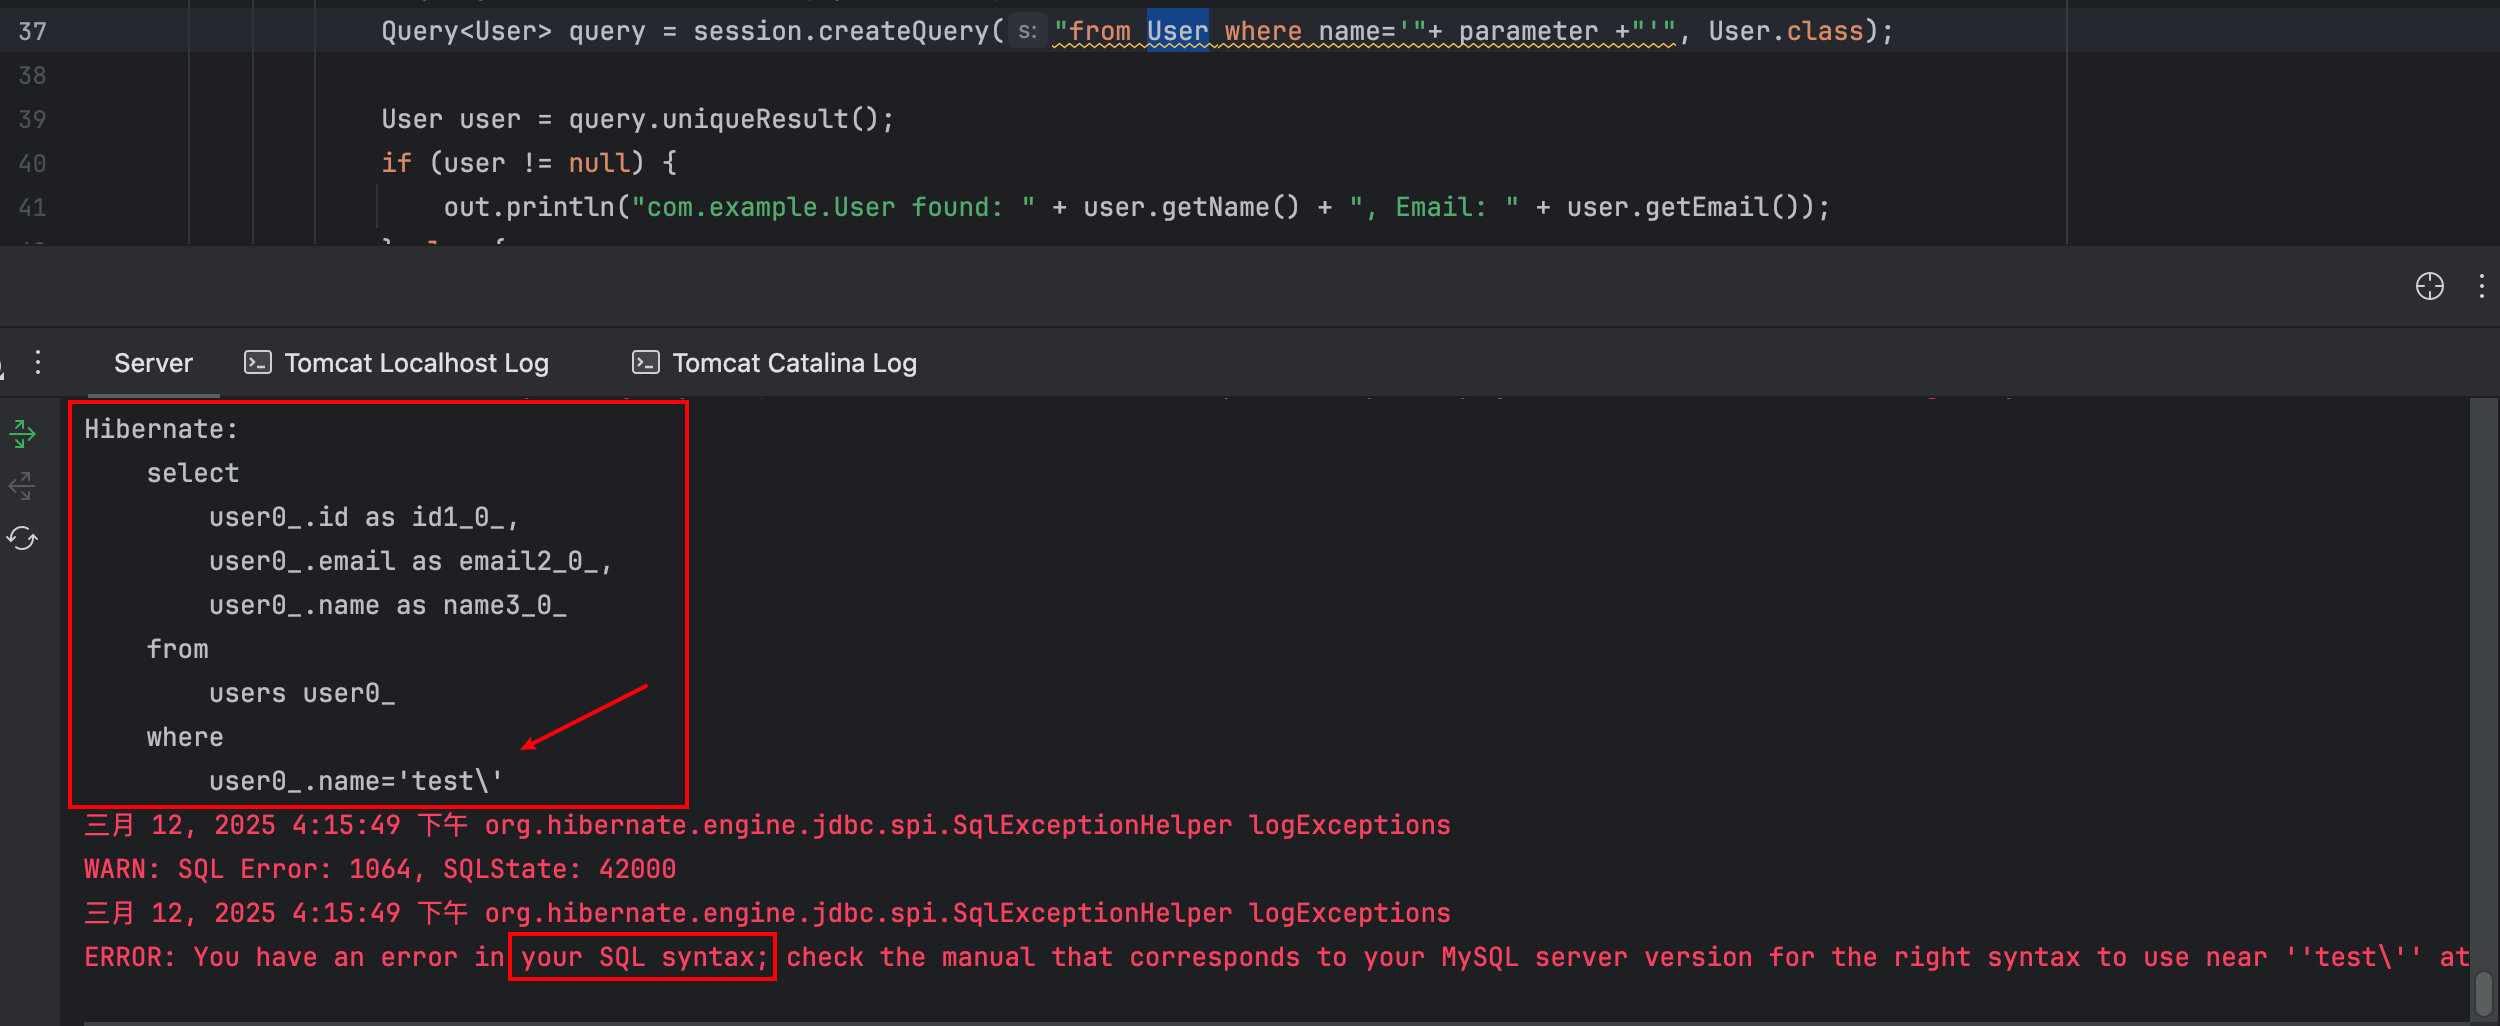 37 Query<User> query = session.createQuery( s: "from User where name='"+ parameter +"'", User.class);
38
39 User user = query.uniqueResult();
40 if (user != null) {
41 out.println("com.example.User found: " + user.getName() + ", Email: " + user.getEmail());
Server Tomcat Localhost Log Tomcat Catalina Log
Hibernate:
select
user0_.id as id1_0_,
user0_.email as email2_0_,
user0_.name as name3_0_
from
users user0_
where
user0_.name='test\'
三月 12, 2025 4:15:49 下午 org.hibernate.engine.jdbc.spi.SqlExceptionHelper logExceptions
WARN: SQL Error: 1064, SQLState: 42000
三月 12, 2025 4:15:49 下午 org.hibernate.engine.jdbc.spi.SqlExceptionHelper logExceptions
ERROR: You have an error in your SQL syntax; check the manual that corresponds to your MySQL server version for the right syntax to use near ''test\'' at